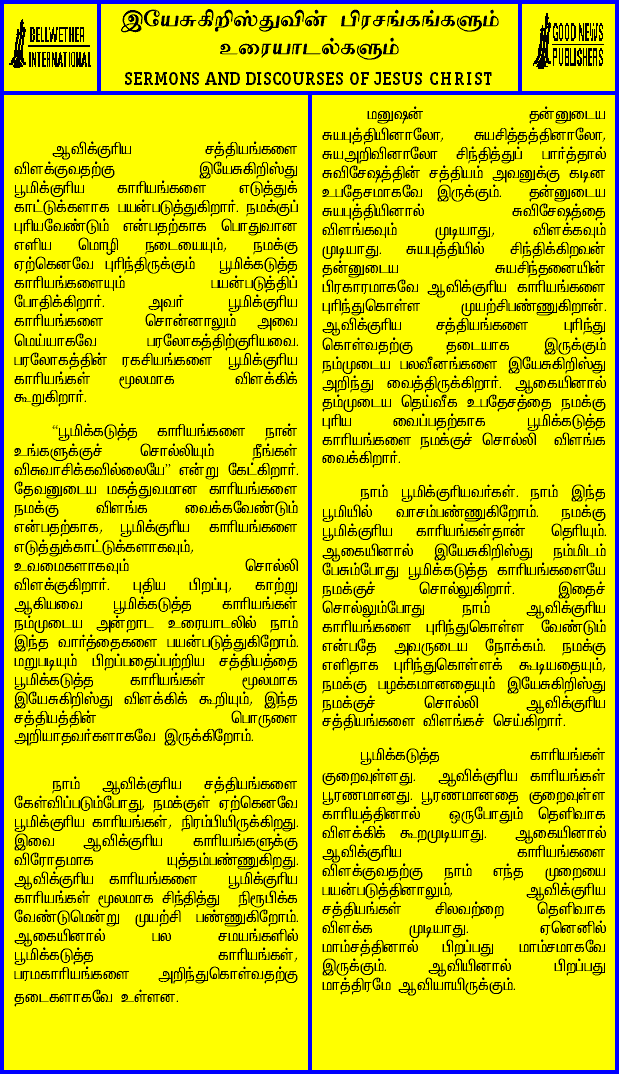 BELLWETHER
INTERNATIONAL
இயேசுகிறிஸ்துவின் பிரசங்கங்களும்
உரையாடல்களும்
SERMONS AND DISCOURSES OF JESUS CHRIST
GOOD NEWS
PUBLISHERS
ஆவிக்குரிய சத்தியங்களை
விளக்குவதற்கு இயேசுகிறிஸ்து
பூமிக்குரிய காரியங்களை எடுத்துக்
காட்டுக்களாக பயன்படுத்துகிறார். நமக்குப்
புரியவேண்டும் என்பதற்காக பொதுவான
எளிய மொழி நடையையும், நமக்கு
ஏற்கெனவே புரிந்திருக்கும் பூமிக்கடுத்த
காரியங்களையும் பயன்படுத்திப்
போதிக்கிறார். அவர் பூமிக்குரிய
காரியங்களை சொன்னாலும் அவை
மெய்யாகவே பரலோகத்திற்குரியவை.
பரலோகத்தின் ரகசியங்களை பூமிக்குரிய
காரியங்கள் மூலமாக விளக்கிக்
கூறுகிறார்.
“பூமிக்கடுத்த காரியங்களை நான்
உங்களுக்குச் சொல்லியும் நீங்கள்
விசுவாசிக்கவில்லையே” என்று கேட்கிறார்.
தேவனுடைய மகத்துவமான காரியங்களை
நமக்கு விளங்க வைக்கவேண்டும்
என்பதற்காக, பூமிக்குரிய காரியங்களை
எடுத்துக்காட்டுக்களாகவும்,
உவமைகளாகவும் சொல்லி
விளக்குகிறார். புதிய பிறப்பு, காற்று
ஆகியவை பூமிக்கடுத்த காரியங்கள்
நம்முடைய அன்றாட உரையாடலில் நாம்
இந்த வார்த்தைகளை பயன்படுத்துகிறோம்.
மறுபடியும் பிறப்பதைப்பற்றிய சத்தியத்தை
பூமிக்கடுத்த காரியங்கள் மூலமாக
இயேசுகிறிஸ்து விளக்கிக் கூறியும், இந்த
சத்தியத்தின் பொருளை
அறியாதவர்களாகவே இருக்கிறோம்.
நாம் ஆவிக்குரிய சத்தியங்களை
கேள்விப்படும்போது, நமக்குள் ஏற்கெனவே
பூமிக்குரிய காரியங்கள், நிரம்பியிருக்கிறது.
இவை ஆவிக்குரிய காரியங்களுக்கு
விரோதமாக யுத்தம்பண்ணுகிறது.
ஆவிக்குரிய காரியங்களை பூமிக்குரிய
காரியங்கள் மூலமாக சிந்தித்து நிரூபிக்க
வேண்டுமென்று முயற்சி பண்ணுகிறோம்.
ஆகையினால் பல சமயங்களில்
பூமிக்கடுத்த காரியங்கள்,
பரமகாரியங்களை அறிந்துகொள்வதற்கு
தடைகளாகவே உள்ளன.
மனுஷன் தன்னுடைய
சுயபுத்தியினாலோ, சுயசித்தத்தினாலோ,
சுயஅறிவினாலோ சிந்தித்துப் பார்த்தால்
சுவிசேஷத்தின் சத்தியம் அவனுக்கு கடின
உபதேசமாகவே இருக்கும். தன்னுடைய
சுயபுத்தியினால் சுவிசேஷத்தை
விளங்கவும் முடியாது, விளக்கவும்
முடியாது. சுயபுத்தியில் சிந்திக்கிறவன்
தன்னுடைய சுயசிந்தனையின்
பிரகாரமாகவே ஆவிக்குரிய காரியங்களை
புரிந்துகொள்ள முயற்சிபண்ணுகிறான்.
ஆவிக்குரிய சத்தியங்களை புரிந்து
கொள்வதற்கு தடையாக இருக்கும்
நம்முடைய பலவீனங்களை இயேசுகிறிஸ்து
அறிந்து வைத்திருக்கிறார். ஆகையினால்
தம்முடைய தெய்வீக உபதேசத்தை நமக்கு
புரிய வைப்பதற்காக பூமிக்கடுத்த
காரியங்களை நமக்குச் சொல்லி விளங்க
வைக்கிறார்.
நாம் பூமிக்குரியவர்கள். நாம் இந்த
பூமியில் வாசம்பண்ணுகிறோம். நமக்கு
பூமிக்குரிய காரியங்கள்தான் தெரியும்.
ஆகையினால் இயேசுகிறிஸ்து நம்மிடம்
பேசும்போது பூமிக்கடுத்த காரியங்களையே
நமக்குச் சொல்லுகிறார். இதைச்
சொல்லும்போது நாம் ஆவிக்குரிய
காரியங்களை புரிந்துகொள்ள வேண்டும்
என்பதே அவருடைய நோக்கம். நமக்கு
எளிதாக புரிந்துகொள்ளக் கூடியதையும்,
நமக்கு பழக்கமானதையும் இயேசுகிறிஸ்து
நமக்குச் சொல்லி ஆவிக்குரிய
சத்தியங்களை விளங்கச் செய்கிறார்.
பூமிக்கடுத்த காரியங்கள்
குறைவுள்ளது. ஆவிக்குரிய காரியங்கள்
பூரணமானது. பூரணமானதை குறைவுள்ள
காரியத்தினால் ஒருபோதும் தெளிவாக
விளக்கிக் கூறமுடியாது. ஆகையினால்
ஆவிக்குரிய காரியங்களை
விளக்குவதற்கு நாம் எந்த முறையை
பயன்படுத்தினாலும், ஆவிக்குரிய
சத்தியங்கள் சிலவற்றை தெளிவாக
விளக்க முடியாது. ஏனெனில்
மாம்சத்தினால் பிறப்பது மாம்சமாகவே
இருக்கும். ஆவியினால் பிறப்பது
மாத்திரமே ஆவியாயிருக்கும்.